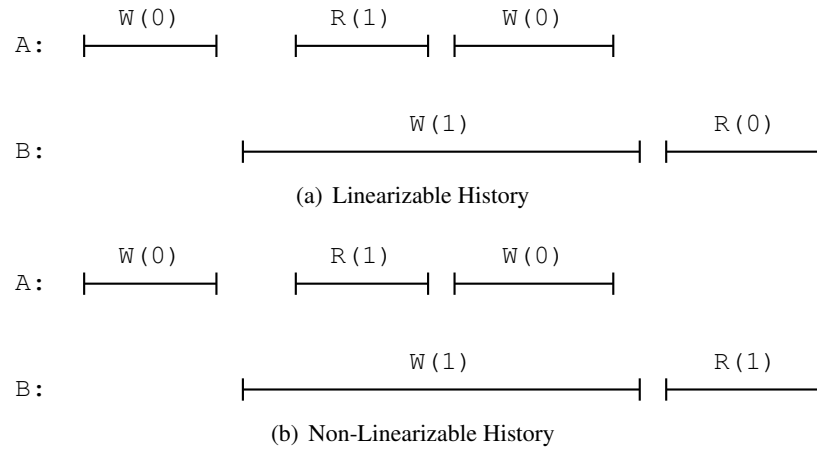 W(0) R(1) W(0)
A:
W(1) R(0)
B:
(a) Linearizable History
W(0) R(1) W(0)
A:
W(1) R(1)
B:
(b) Non-Linearizable History